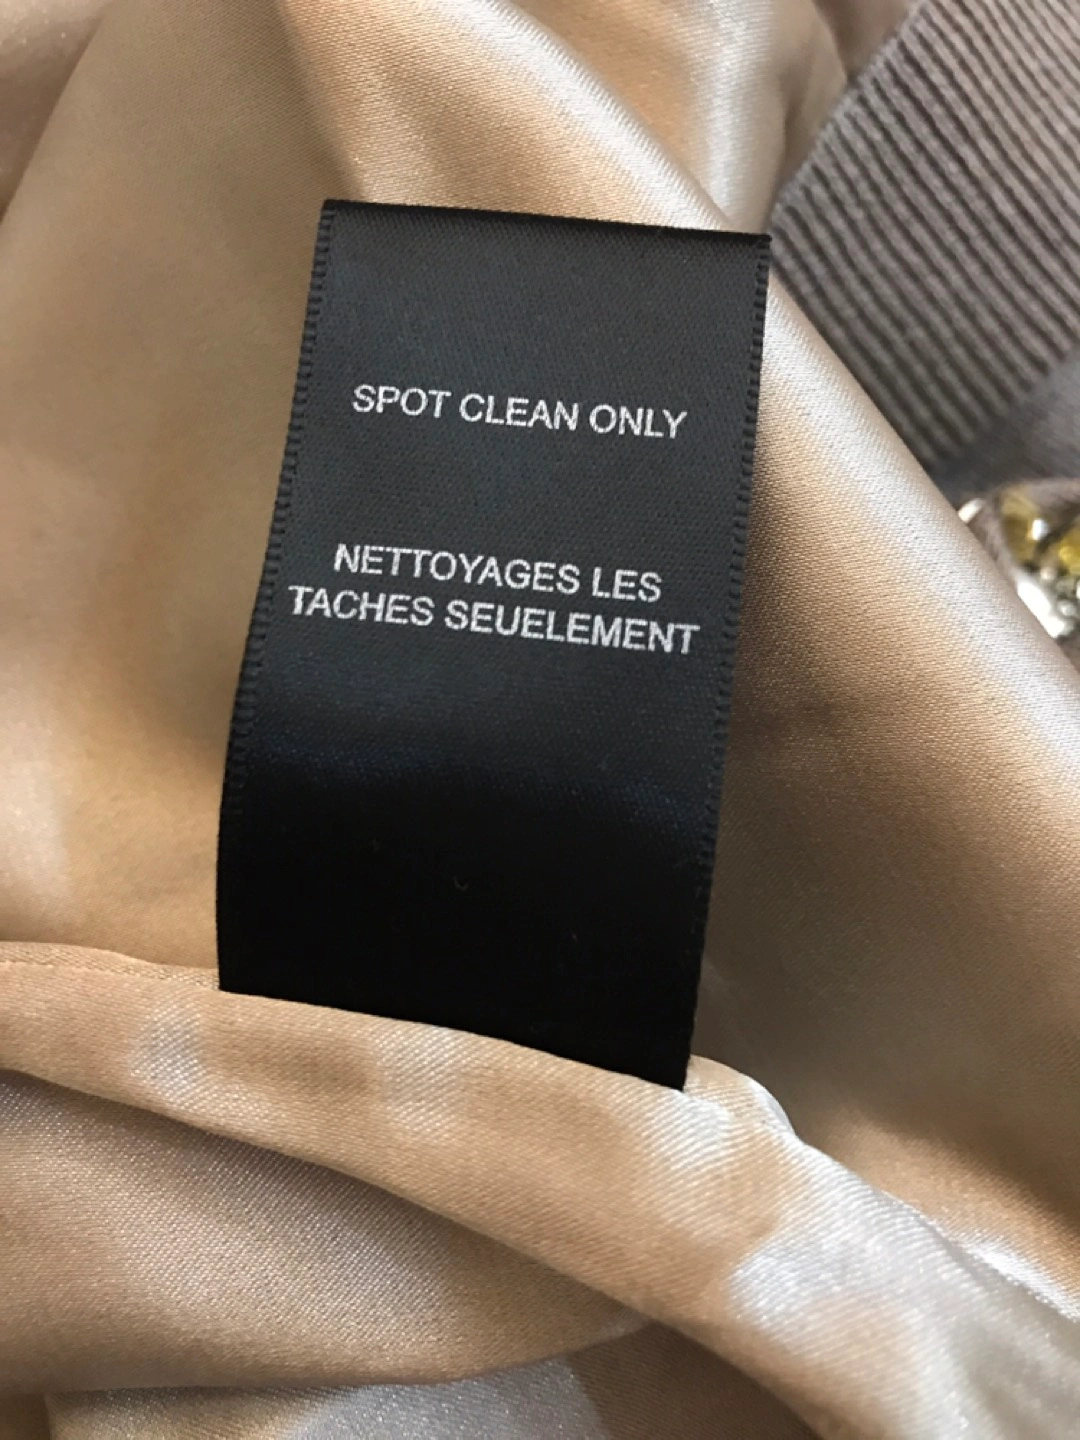 SPOT CLEAN ONLY
NETTOYAGES LES
TACHES SEUELEMENT